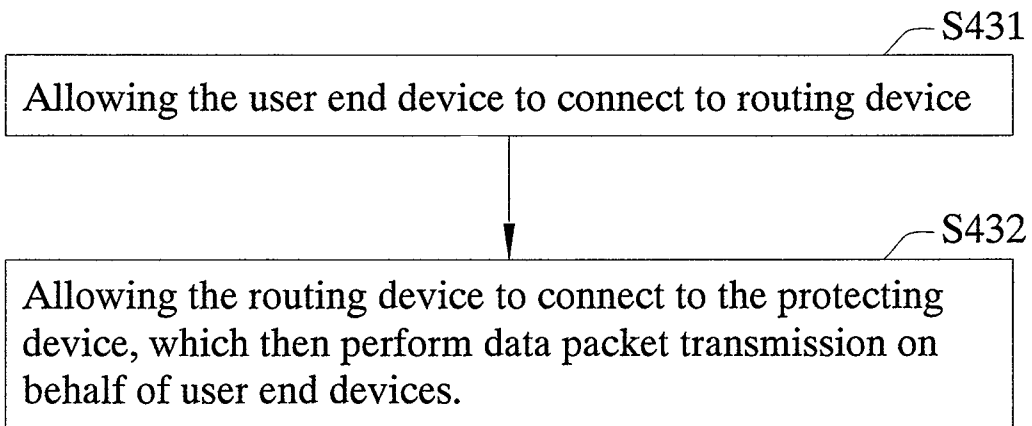 S431
Allowing the user end device to connect to routing device
S432
Allowing the routing device to connect to the protecting
device, which then perform data packet transmission on
behalf of user end devices.